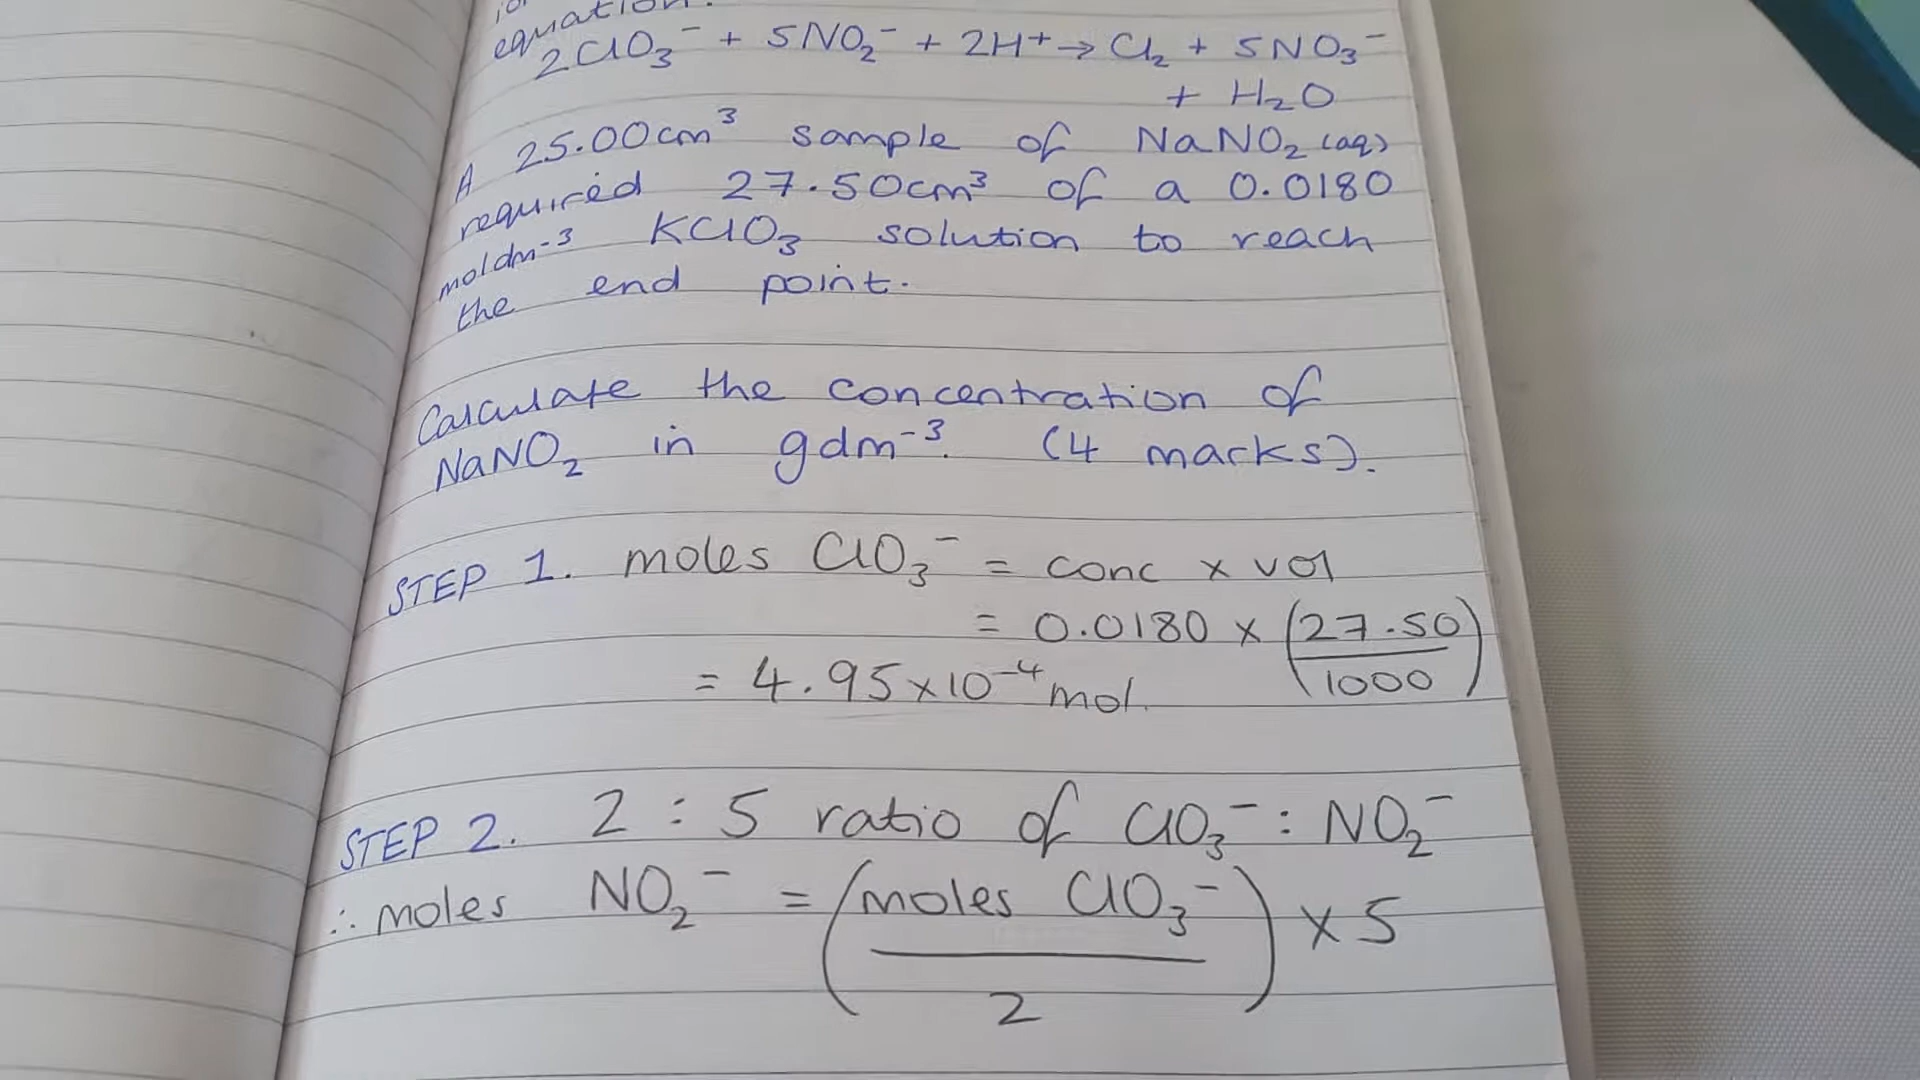 equation.
2ClO₃⁻ + 5NO₂⁻ + 2H⁺ → Cl₂ + 5NO₃⁻
+ H₂O
A 25.00cm³ sample of NaNO₂(aq)
required 27.50cm³ of a 0.0180
moldm⁻³ KClO₃ solution to reach
the end point.
Calculate the concentration of
NaNO₂ in gdm⁻³. (4 marks).
STEP 1. moles ClO₃⁻ = conc x vol
= 0.0180 x (27.50/1000)
= 4.95x10⁻⁴ mol.
STEP 2. 2 : 5 ratio of ClO₃⁻ : NO₂⁻
∴ moles NO₂⁻ = (moles ClO₃⁻/2) x 5